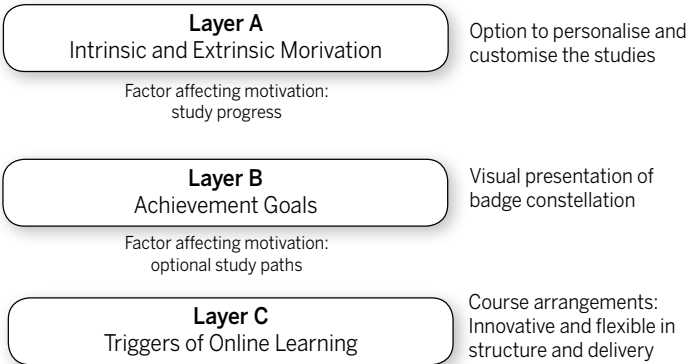 Layer A
Intrinsic and Extrinsic Morivation
Option to personalise and
customise the studies
Factor affecting motivation:
study progress
Layer B
Achievement Goals
Visual presentation of
badge constellation
Factor affecting motivation:
optional study paths
Layer C
Triggers of Online Learning
Course arrangements:
Innovative and flexible in
structure and delivery